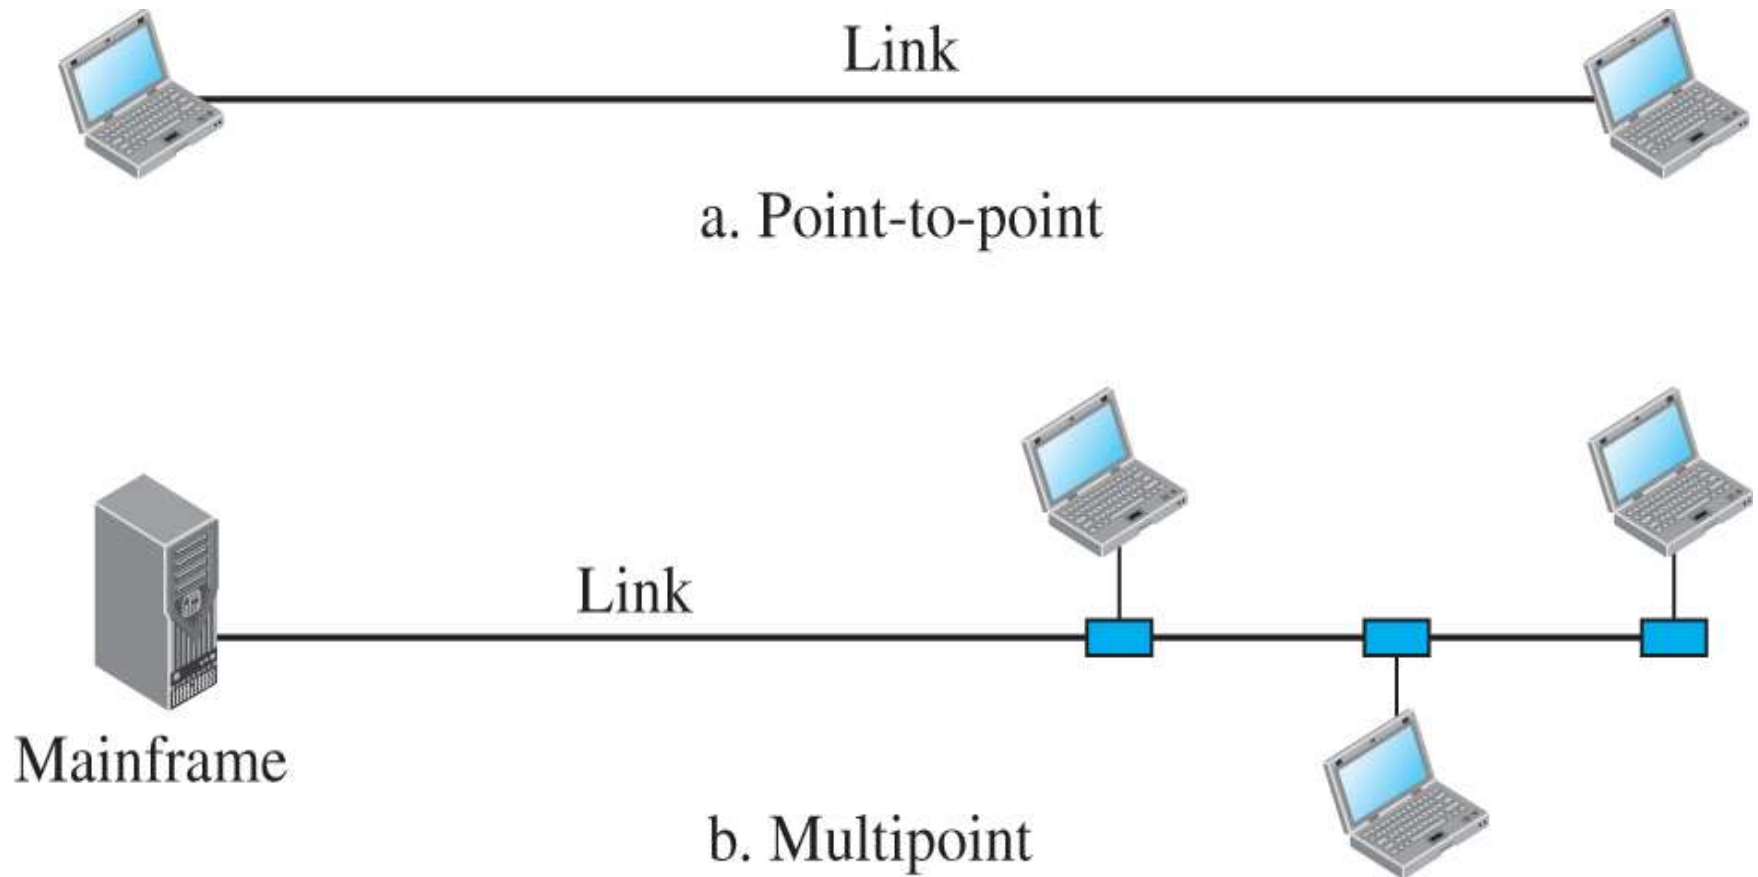 Link
a. Point-to-point
Link
Mainframe
b. Multipoint